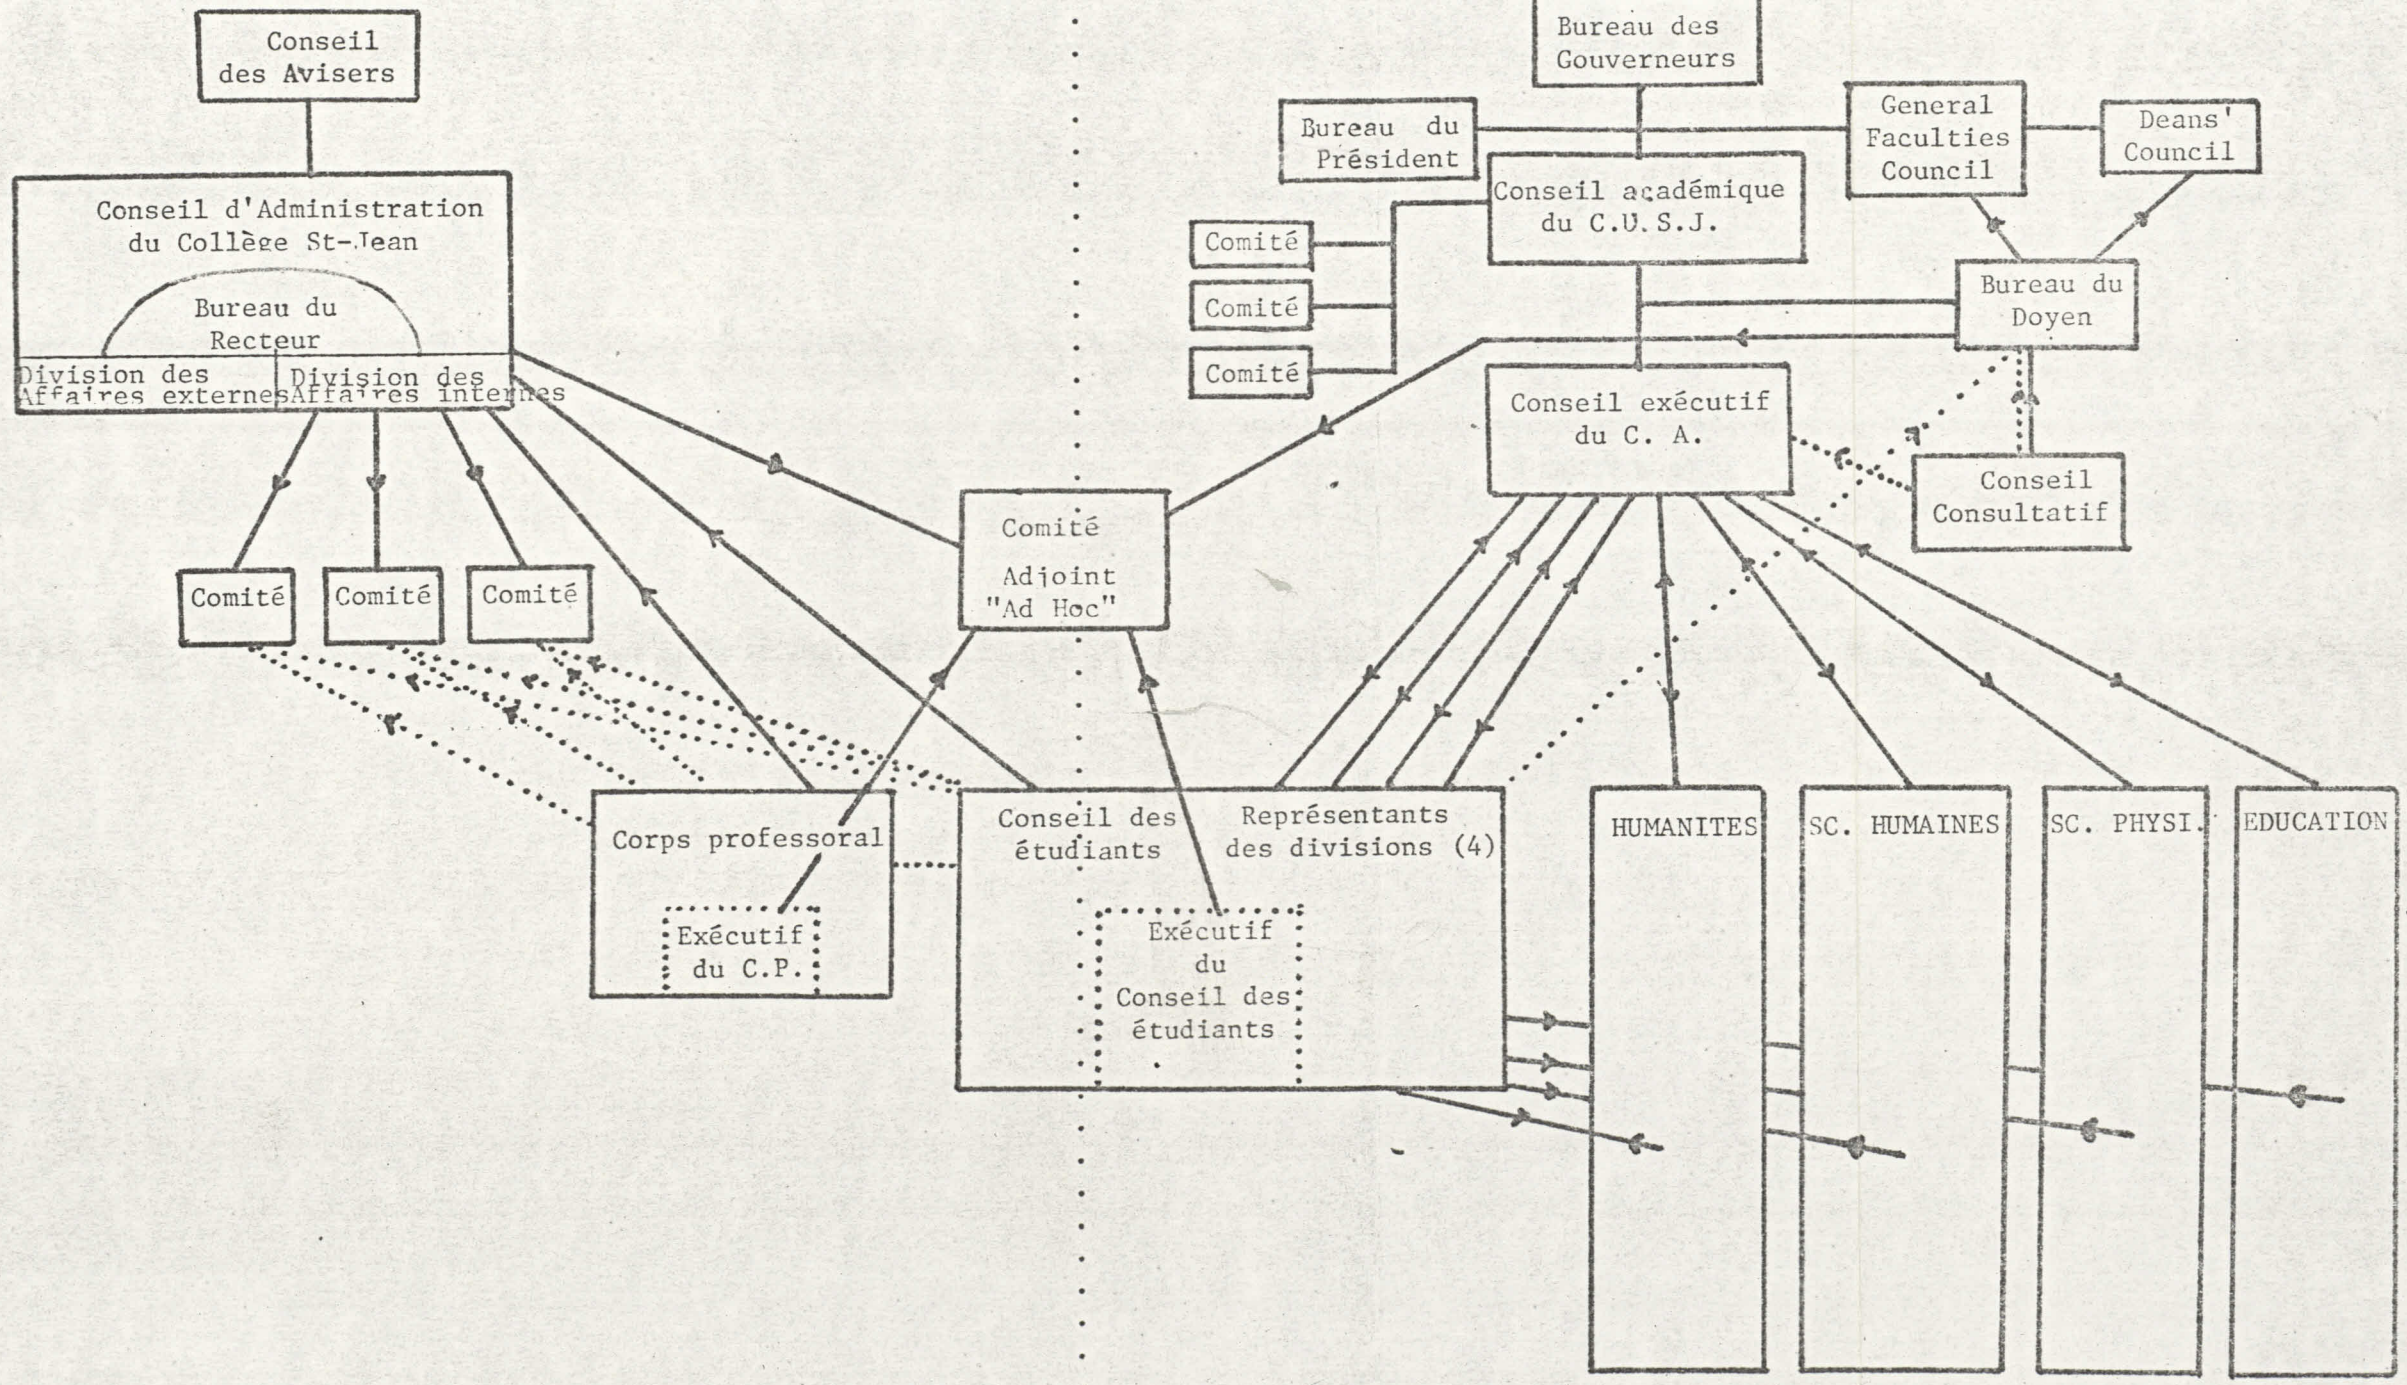 Conseil
des Avisers
Conseil d'Administration
du Collège St-Jean
Bureau du
Recteur
Division des
Affaires externes
Division des
Affaires internes
Comité
Comité
Comité
Bureau des
Gouverneurs
Bureau du
Président
General
Faculties
Council
Deans'
Council
Conseil académique
du C.U.S.J.
Comité
Comité
Comité
Bureau du
Doyen
Conseil exécutif
du C. A.
Conseil
Consultatif
Comité
Adjoint
"Ad Hoc"
Corps professoral
Exécutif
du C.P.
Conseil des
étudiants
Représentants
des divisions (4)
Exécutif
du
Conseil des
étudiants
HUMANITES
SC. HUMAINES
SC. PHYSI.
EDUCATION